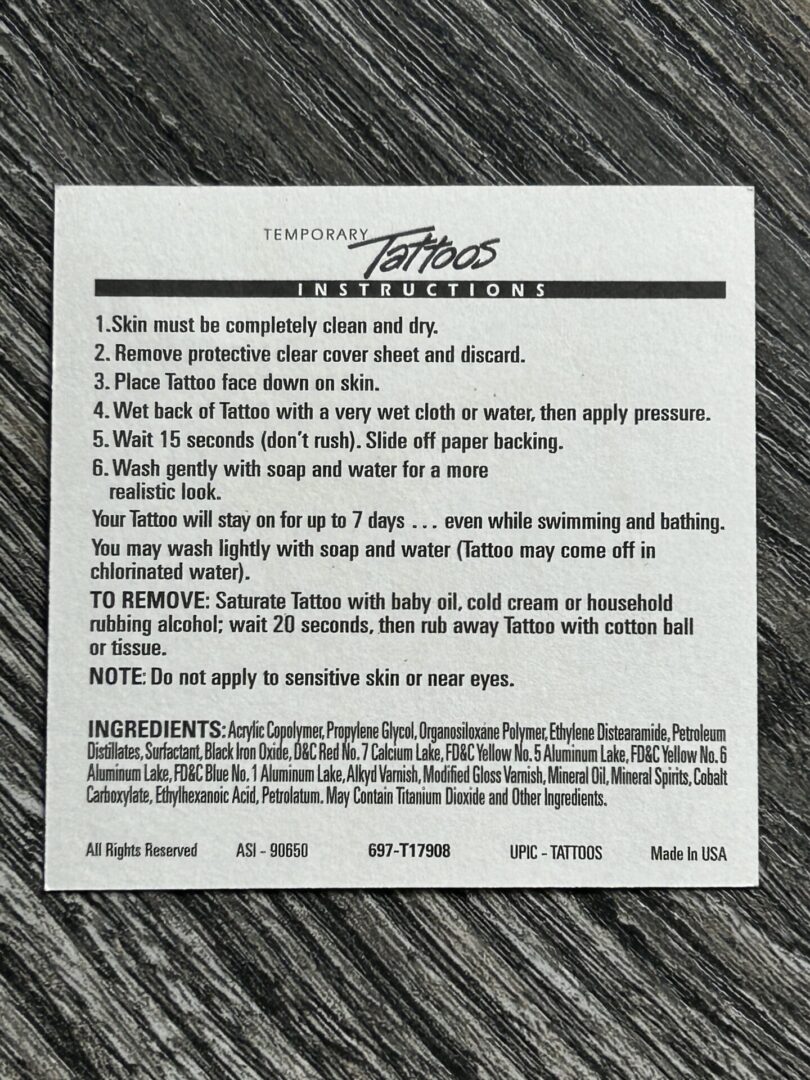 TEMPORARY Tattoos
INSTRUCTIONS
1.Skin must be completely clean and dry.
2. Remove protective clear cover sheet and discard.
3. Place Tattoo face down on skin.
4. Wet back of Tattoo with a very wet cloth or water, then apply pressure.
5. Wait 15 seconds (don't rush). Slide off paper backing.
6. Wash gently with soap and water for a more
realistic look.
Your Tattoo will stay on for up to 7 days ... even while swimming and bathing.
You may wash lightly with soap and water (Tattoo may come off in
chlorinated water).
TO REMOVE: Saturate Tattoo with baby oil, cold cream or household
rubbing alcohol; wait 20 seconds, then rub away Tattoo with cotton ball
or tissue.
NOTE: Do not apply to sensitive skin or near eyes.
INGREDIENTS: Acrylic Copolymer, Propylene Glycol, Organosiloxane Polymer, Ethylene Distearamide, Petroleum
Distillates, Surfactant, Black Iron Oxide, D&C Red No. 7 Calcium Lake, FD&C Yellow No. 5 Aluminum Lake, FD&C Yellow No. 6
Aluminum Lake, FD&C Blue No. 1 Aluminum Lake, Alkyd Varnish, Modified Gloss Varnish, Mineral Oil, Mineral Spirits, Cobalt
Carboxylate, Ethylhexanoic Acid, Petrolatum. May Contain Titanium Dioxide and Other Ingredients.
All Rights Reserved ASI - 90650 697-T17908 UPIC - TATTOOS Made In USA